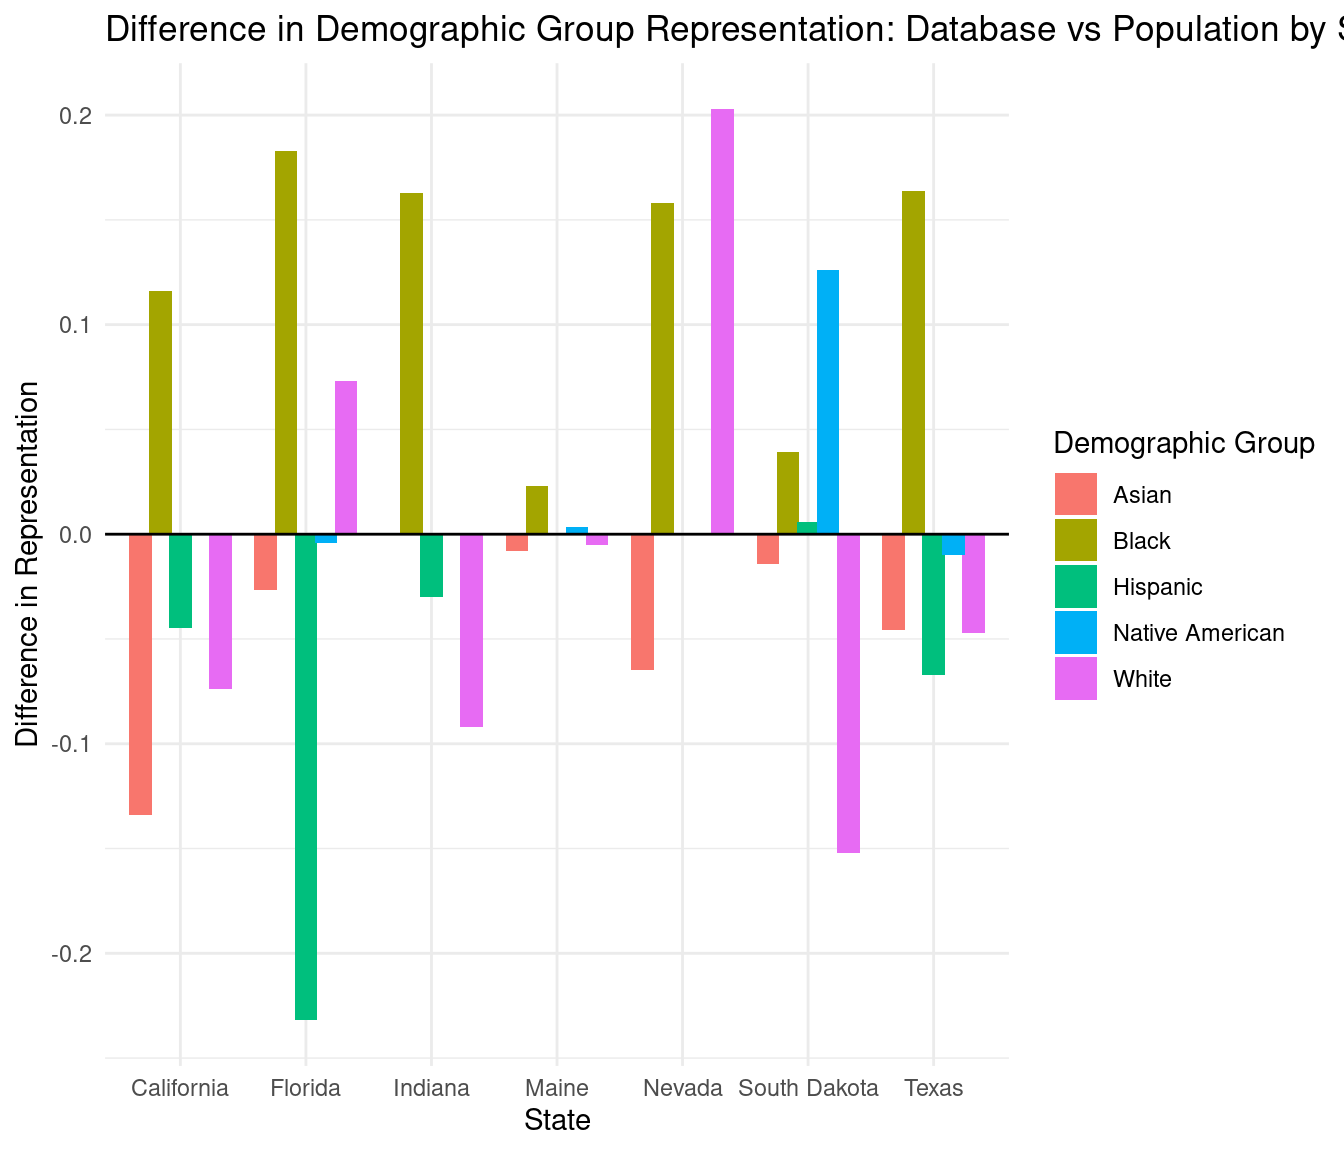 Difference in Demographic Group Representation: Database vs Population by
0.2
0.1
0.0
-0.1
-0.2
Difference in Representation
California Florida Indiana Maine Nevada South Dakota Texas
State
Demographic Group
Asian
Black
Hispanic
Native American
White